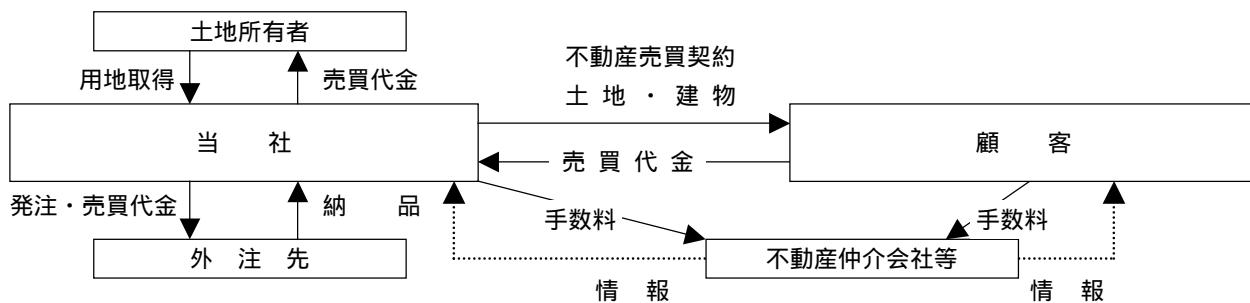 土地所有者
用地取得
売買代金
不動産売買契約
土地・建物
当社
顧客
売買代金
発注・売買代金
納品
手数料
手数料
外注先
不動産仲介会社等
情報
情報